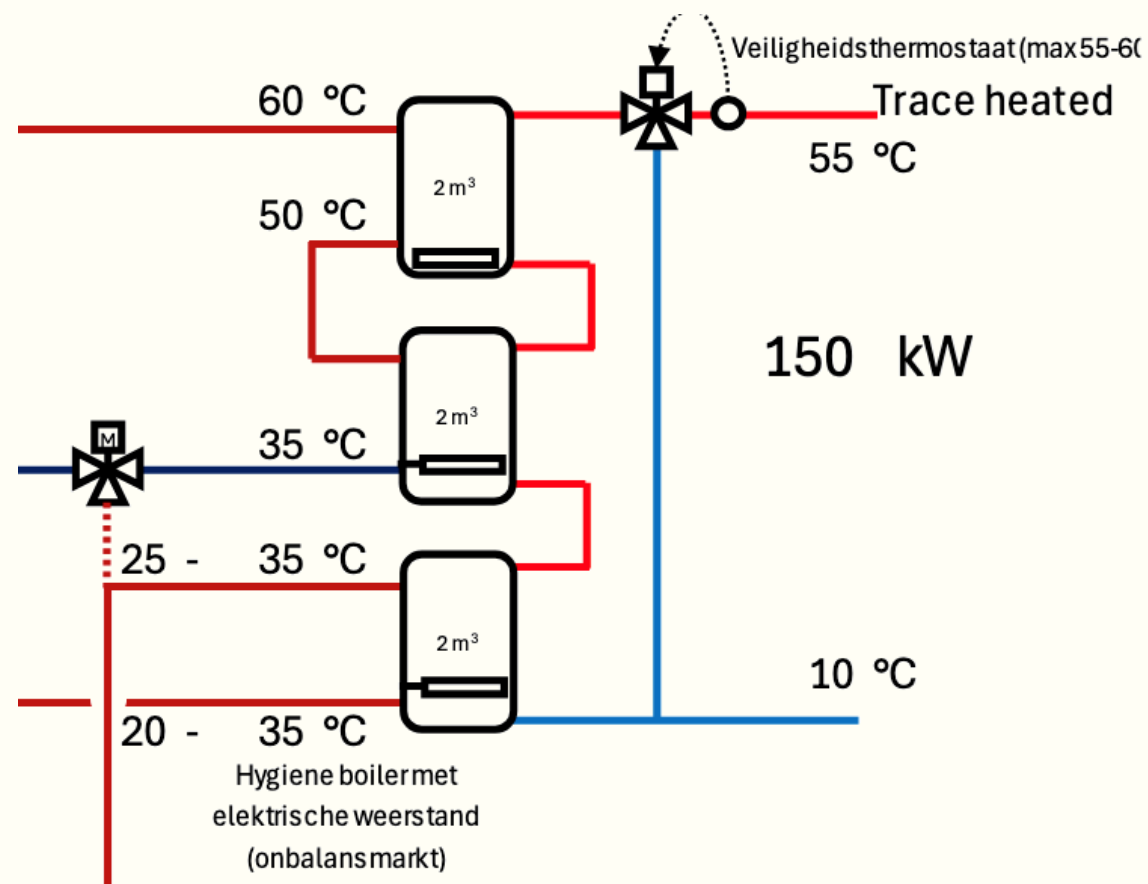 Veiligheidsthermostaat (max 55-60
60 °C
Trace heated
55 °C
2 m³
50 °C
150 kW
2 m³
M
35 °C
25 - 35 °C
2 m³
10 °C
20 - 35 °C
Hygiene boiler met
elektrische weerstand
(onbalansmarkt)